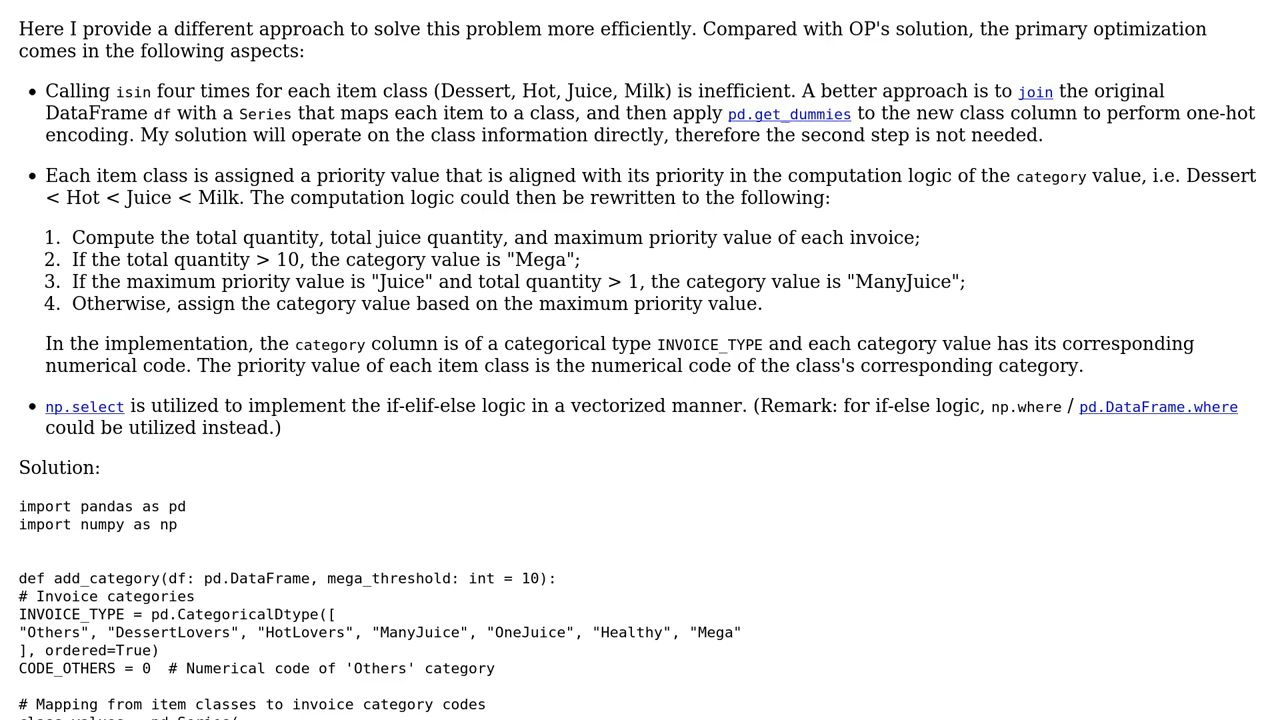 Here I provide a different approach to solve this problem more efficiently. Compared with OP's solution, the primary optimization
comes in the following aspects:
• Calling isin four times for each item class (Dessert, Hot, Juice, Milk) is inefficient. A better approach is to join the original
DataFrame df with a Series that maps each item to a class, and then apply pd.get_dummies to the new class column to perform one-hot
encoding. My solution will operate on the class information directly, therefore the second step is not needed.
• Each item class is assigned a priority value that is aligned with its priority in the computation logic of the category value, i.e. Dessert
< Hot < Juice < Milk. The computation logic could then be rewritten to the following:
1. Compute the total quantity, total juice quantity, and maximum priority value of each invoice;
2. If the total quantity > 10, the category value is "Mega";
3. If the maximum priority value is "Juice" and total quantity > 1, the category value is "ManyJuice";
4. Otherwise, assign the category value based on the maximum priority value.
In the implementation, the category column is of a categorical type INVOICE_TYPE and each category value has its corresponding
numerical code. The priority value of each item class is the numerical code of the class's corresponding category.
• np.select is utilized to implement the if-elif-else logic in a vectorized manner. (Remark: for if-else logic, np.where / pd.DataFrame.where
could be utilized instead.)
Solution:
import pandas as pd
import numpy as np
def add_category(df: pd.DataFrame, mega_threshold: int = 10):
# Invoice categories
INVOICE_TYPE = pd.CategoricalDtype([
"Others", "DessertLovers", "HotLovers", "ManyJuice", "OneJuice", "Healthy", "Mega"
], ordered=True)
CODE_OTHERS = 0  # Numerical code of 'Others' category
# Mapping from item classes to invoice category codes